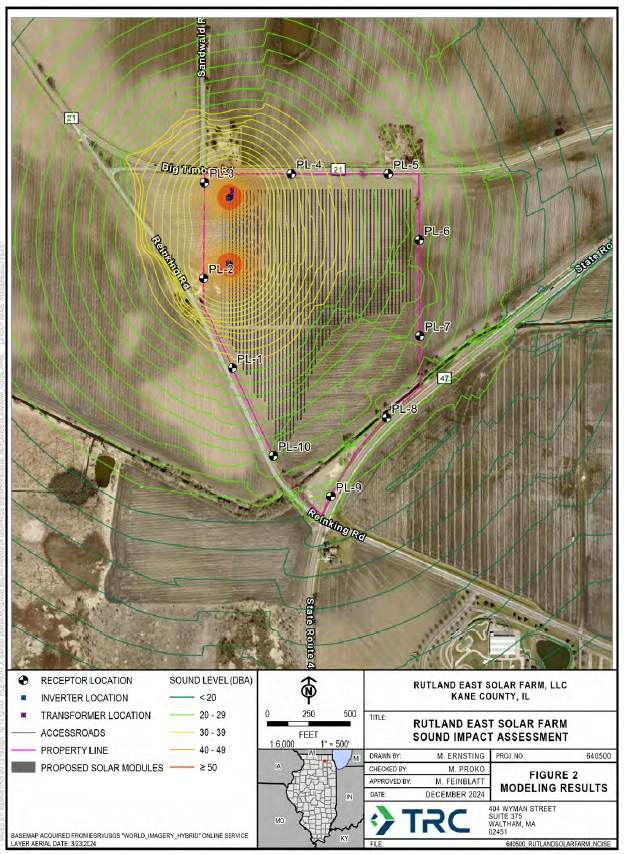 Sandwald R
21
Big Timbe
PL-3
PL-4
21
PL-5
PL-6
Reinking Rd
PL-2
State Ro
PL-7
PL-1
47
PL-8
PL-10
PL-9
Reinking Rd
State Route 4
RECEPTOR LOCATION
INVERTER LOCATION
TRANSFORMER LOCATION
ACCESSROADS
PROPERTY LINE
PROPOSED SOLAR MODULES
SOUND LEVEL (DBA)
< 20
20 - 29
30 - 39
40 - 49
≥ 50
BASEMAP ACQUIRED FROM ESRI/USGS "WORLD_IMAGERY_HYBRID" ONLINE SERVICE
LAYER AERIAL DATE: 3/23/2024
N
0 250 500
FEET
1:6,000 1" = 500'
WI
MI
IA
IN
MO
KY
RUTLAND EAST SOLAR FARM, LLC
KANE COUNTY, IL
TITLE:
RUTLAND EAST SOLAR FARM
SOUND IMPACT ASSESSMENT
DRAWN BY: M. ERNSTING
CHECKED BY: M. PROKO
APPROVED BY: M. FEINBLATT
DATE: DECEMBER 2024
PROJ. NO.: 640500
FIGURE 2
MODELING RESULTS
TRC
404 WYMAN STREET
SUITE 375
WALTHAM, MA
02451
FILE: 640500_RUTLANDSOLARFARM_NOISE